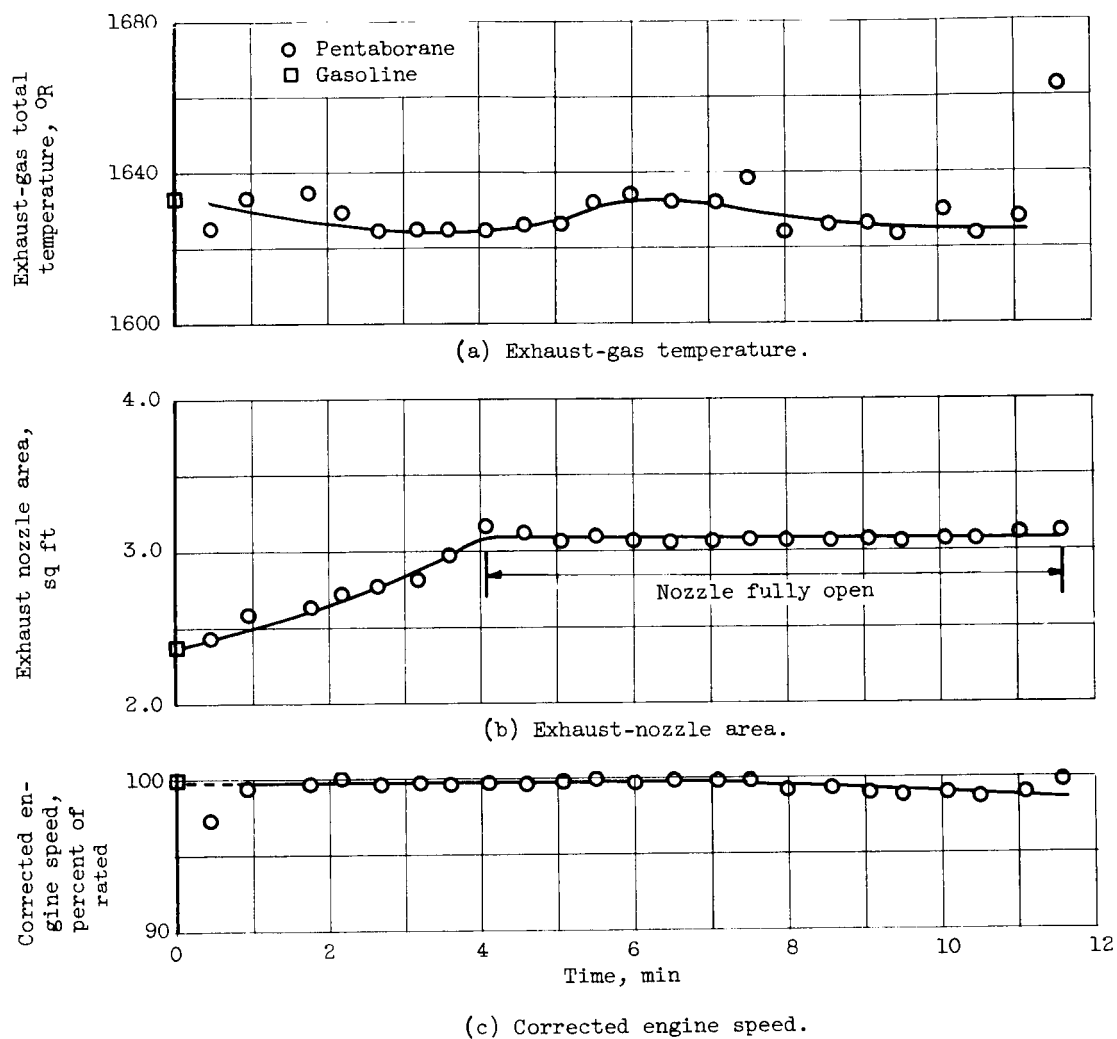 1680
Pentaborane
Gasoline
Exhaust-gas total
temperature, °R
1640
1600
(a) Exhaust-gas temperature.
4.0
Exhaust nozzle area,
sq ft
3.0
Nozzle fully open
2.0
(b) Exhaust-nozzle area.
100
Corrected en-
gine speed,
percent of
rated
90
0 2 4 6 8 10 12
Time, min
(c) Corrected engine speed.